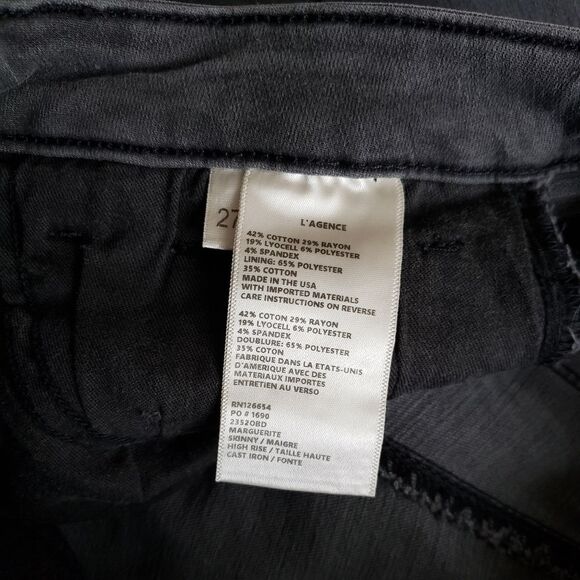 27
L'AGENCE
42% COTTON 29% RAYON
19% LYOCELL 6% POLYESTER
4% SPANDEX
LINING: 65% POLYESTER
35% COTTON
MADE IN THE USA
WITH IMPORTED MATERIALS
CARE INSTRUCTIONS ON REVERSE
42% COTON 29% RAYON
19% LYOCELL 6% POLYESTER
4% SPANDEX
DOUBLURE: 65% POLYESTER
35% COTON
FABRIQUE DANS LA ETATS-UNIS
D'AMERIQUE AVEC DES
MATERIAUX IMPORTES
ENTRETIEN AU VERSO
RN126654
PO # 1690
2352OBD
MARGUERITE
SKINNY / MAIGRE
HIGH RISE / TAILLE HAUTE
CAST IRON / FONTE